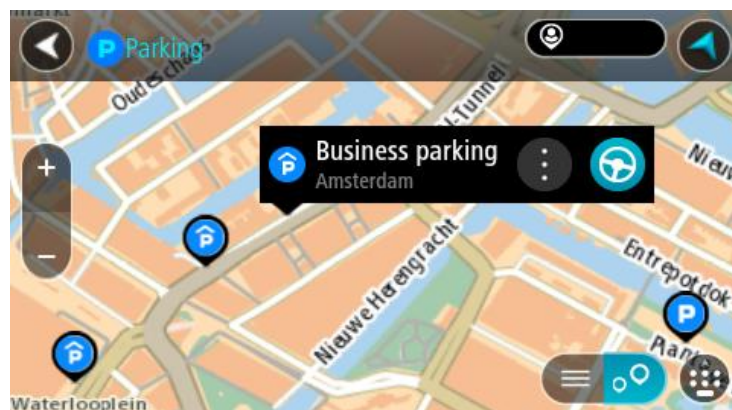 P Parking
Oudeschans
Business parking
Amsterdam
Nieuwe Herengracht
Entrepotdok
P
Waterlooplein